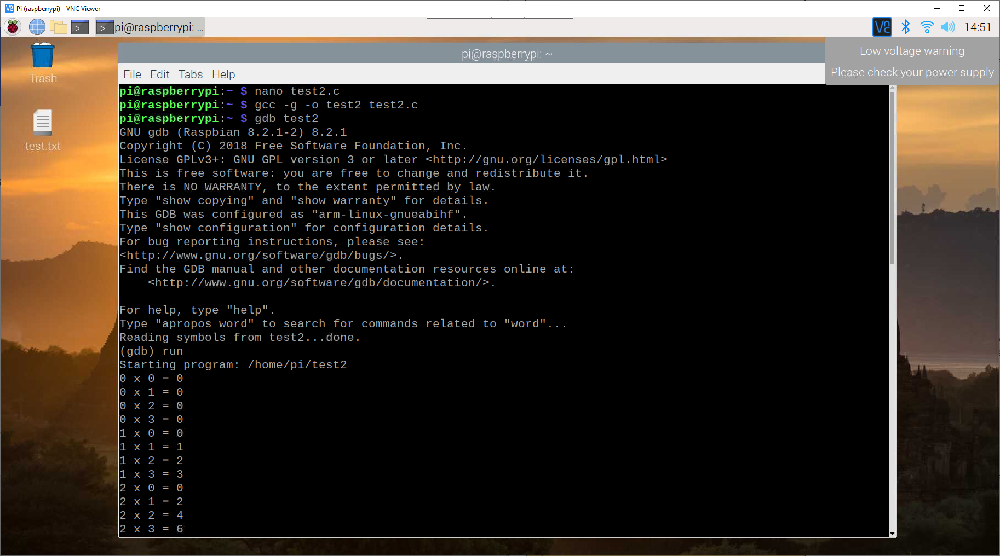 Pi (raspberrypi) - VNC Viewer
pi@raspberrypi: ...
14:51
Low voltage warning
Please check your power supply
Trash
test.txt
pi@raspberrypi: ~
File Edit Tabs Help
pi@raspberrypi:~ $ nano test2.c
pi@raspberrypi:~ $ gcc -g -o test2 test2.c
pi@raspberrypi:~ $ gdb test2
GNU gdb (Raspbian 8.2.1-2) 8.2.1
Copyright (C) 2018 Free Software Foundation, Inc.
License GPLv3+: GNU GPL version 3 or later <http://gnu.org/licenses/gpl.html>
This is free software: you are free to change and redistribute it.
There is NO WARRANTY, to the extent permitted by law.
Type "show copying" and "show warranty" for details.
This GDB was configured as "arm-linux-gnueabihf".
Type "show configuration" for configuration details.
For bug reporting instructions, please see:
<http://www.gnu.org/software/gdb/bugs/>.
Find the GDB manual and other documentation resources online at:
    <http://www.gnu.org/software/gdb/documentation/>.

For help, type "help".
Type "apropos word" to search for commands related to "word"...
Reading symbols from test2...done.
(gdb) run
Starting program: /home/pi/test2
0 x 0 = 0
0 x 1 = 0
0 x 2 = 0
0 x 3 = 0
1 x 0 = 0
1 x 1 = 1
1 x 2 = 2
1 x 3 = 3
2 x 0 = 0
2 x 1 = 2
2 x 2 = 4
2 x 3 = 6